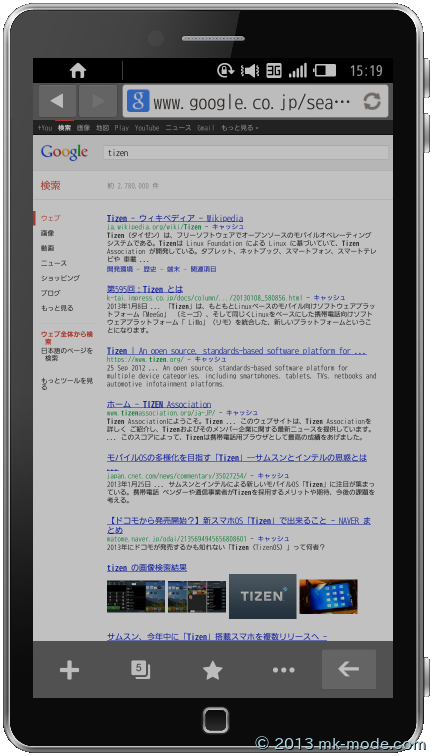 3G
15:19
g www.google.co.jp/sea…
+You 検索 画像 地図 Play YouTube ニュース Gmail もっと見る
Google tizen
検索
約 2,780,000 件
ウェブ
画像
動画
ニュース
ショッピング
ブログ
もっと見る
ウェブ全体から検索
日本語のページを検索
もっとツールを見る
Tizen - ウィキペディア - Wikipedia
ja.wikipedia.org/wiki/Tizen - キャッシュ
Tizen (タイゼン) は、フリーソフトウェアでオープンソースのモバイルオペレーティング
システムである。Tizenは Linux Foundation による Linux に基づいていて、Tizen
Association が開発している。タブレット、ネットブック、スマートフォン、スマートテレ
ビや 車載 ...
開発環境 - 歴史 - 端末 - 関連項目
第595回：Tizen とは
k-tai.impress.co.jp/docs/column/.../20130108_580856.html - キャッシュ
2013年1月8日 ... 「Tizen」は、もともとLinuxベースのモバイル向けソフトウェアプラッ
トフォーム「MeeGo」（ミーゴ）、そして同じくLinuxをベースにした携帯電話向けソフト
ウェアプラットフォーム「 LiMo」（リモ）を統合した、新しいプラットフォームというこ
とになります。
Tizen | An open source, standards-based software platform for ...
https://www.tizen.org/ - キャッシュ
25 Sep 2012 ... An open source, standards-based software platform for
multiple device categories, including smartphones, tablets, TVs, netbooks and
automotive infotainment platforms.
ホーム - TIZEN Association
www.tizenassociation.org/ja-JP/ - キャッシュ
Tizen Associationにようこそ。Tizen ... このウェブサイトは、Tizen Associationを
詳しく ご紹介し、Tizenおよびそのメンバー企業に関する最新ニュースを提供しています。
... このスコアによって、Tizenは携帯電話用ブラウザとして最高の成績をあげました。
モバイルOSの多様化を目指す「Tizen」―サムスンとインテルの思惑とは
...
japan.cnet.com/news/commentary/35027254/ - キャッシュ
2013年1月25日 ... サムスンとインテルによる新しいモバイルOS「Tizen」に注目が集まっ
ている。携帯電話 ベンダーや通信事業者がTizenを採用するメリットや期待、今後の課題を
考える。
【ドコモから発売開始？】新スマホOS「Tizen」で出来ること - NAVER ま
とめ
matome.naver.jp/odai/2135694945656808601 - キャッシュ
2013年にドコモが発売するかも知れない「Tizen（TizenOS）」って何者？
tizen の画像検索結果
TIZEN
サムスン、今年中に「Tizen」搭載スマホを複数リリースへ -
5
© 2013 mk-mode.com